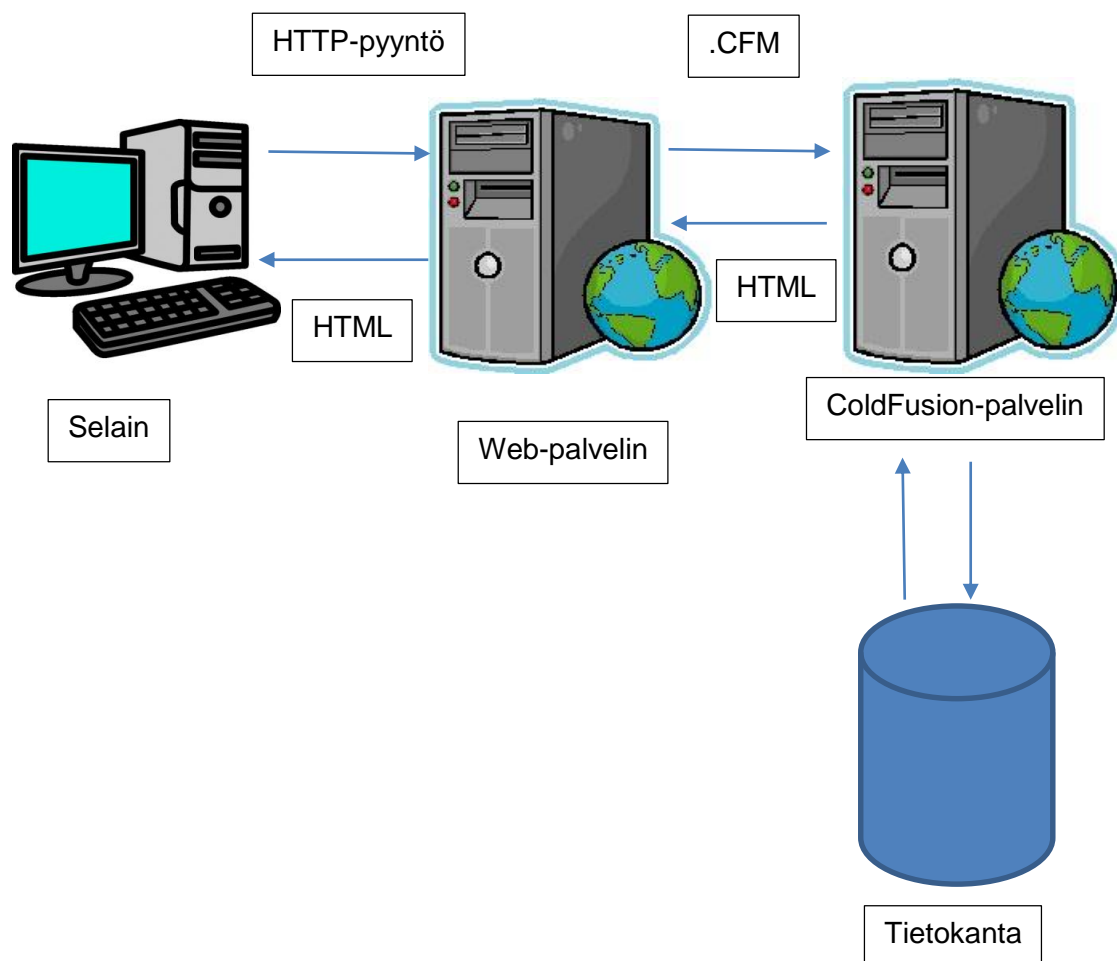 HTTP-pyyntö
.CFM
HTML
HTML
Selain
Web-palvelin
ColdFusion-palvelin
Tietokanta